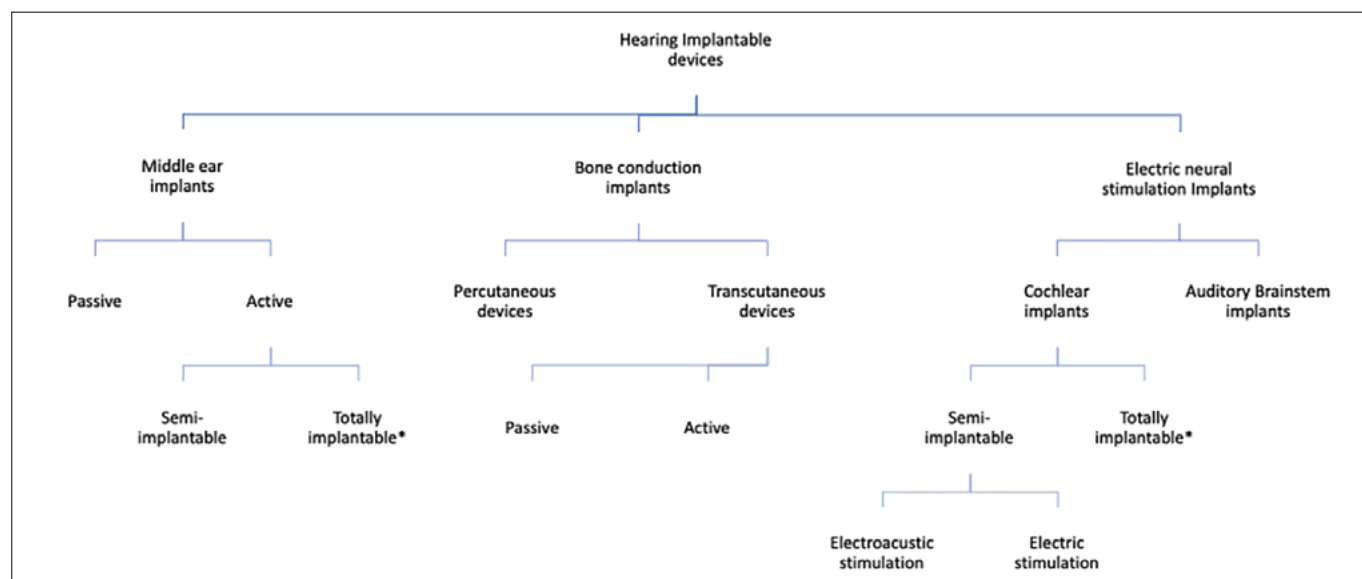 Hearing Implantable
devices
Middle ear
implants
Bone conduction
implants
Electric neural
stimulation Implants
Passive
Active
Percutaneous
devices
Transcutaneous
devices
Cochlear
implants
Auditory Brainstem
implants
Semi-
implantable
Totally
implantable*
Passive
Active
Semi-
implantable
Totally
implantable*
Electroacustic
stimulation
Electric
stimulation